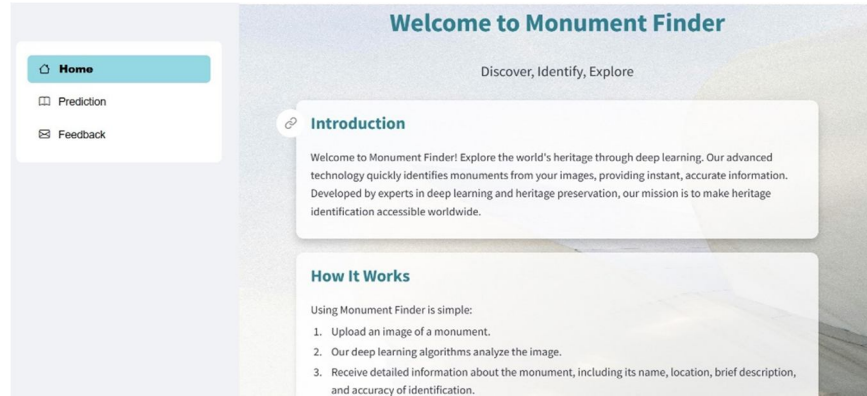 Home
Prediction
Feedback
Welcome to Monument Finder
Discover, Identify, Explore
Introduction
Welcome to Monument Finder! Explore the world's heritage through deep learning. Our advanced
technology quickly identifies monuments from your images, providing instant, accurate information.
Developed by experts in deep learning and heritage preservation, our mission is to make heritage
identification accessible worldwide.
How It Works
Using Monument Finder is simple:
1. Upload an image of a monument.
2. Our deep learning algorithms analyze the image.
3. Receive detailed information about the monument, including its name, location, brief description,
and accuracy of identification.